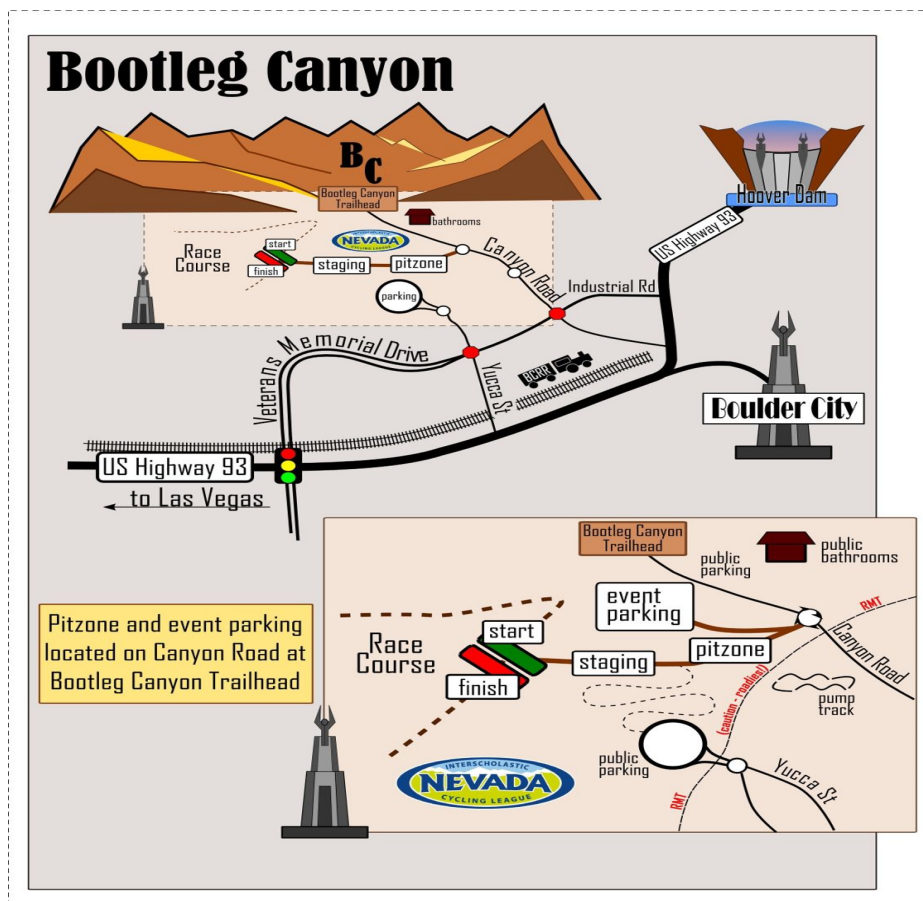 Bootleg Canyon
B
C
Bootleg Canyon
Trailhead
bathrooms
Hoover Dam
US Highway 93
Race
Course
start
finish
INTERSCHOLASTIC
NEVADA
CYCLING LEAGUE
staging
pitzone
Canyon Road
parking
Industrial Rd
Veterans Memorial Drive
Yucca St
BCRR
Boulder City
US Highway 93
to Las Vegas
Pitzone and event parking
located on Canyon Road at
Bootleg Canyon Trailhead
Bootleg Canyon
Trailhead
public
parking
public
bathrooms
event
parking
RMT
Race
Course
start
finish
staging
pitzone
Canyon Road
(caution - roadies!)
pump
track
public
parking
Yucca St
RMT
INTERSCHOLASTIC
NEVADA
CYCLING LEAGUE